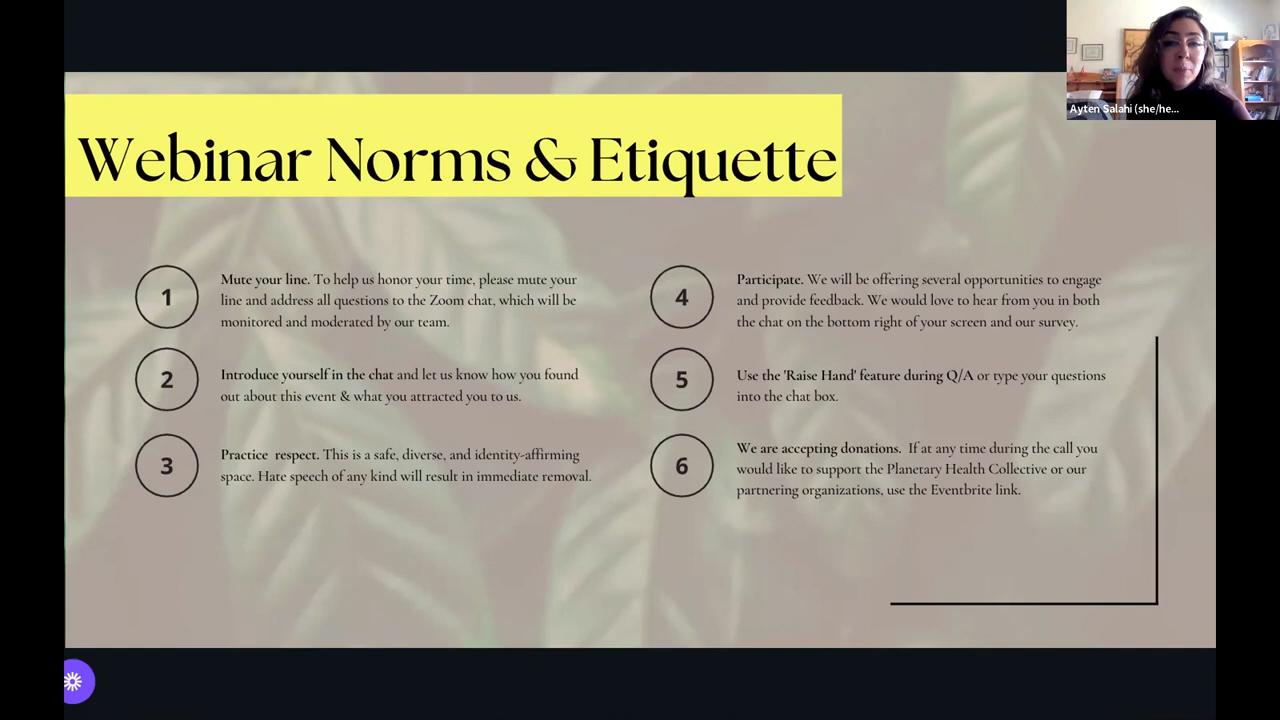 Ayten Salahi (she/he...
Webinar Norms & Etiquette
1
Mute your line. To help us honor your time, please mute your
line and address all questions to the Zoom chat, which will be
monitored and moderated by our team.
2
Introduce yourself in the chat and let us know how you found
out about this event & what you attracted you to us.
3
Practice respect. This is a safe, diverse, and identity-affirming
space. Hate speech of any kind will result in immediate removal.
4
Participate. We will be offering several opportunities to engage
and provide feedback. We would love to hear from you in both
the chat on the bottom right of your screen and our survey.
5
Use the 'Raise Hand' feature during Q/A or type your questions
into the chat box.
6
We are accepting donations. If at any time during the call you
would like to support the Planetary Health Collective or our
partnering organizations, use the Eventbrite link.